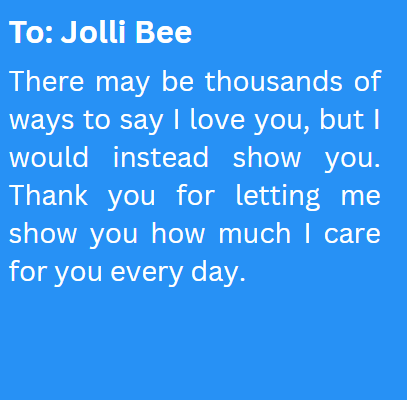 To: Jolli Bee
There may be thousands of
ways to say I love you, but I
would instead show you.
Thank you for letting me
show you how much I care
for you every day.